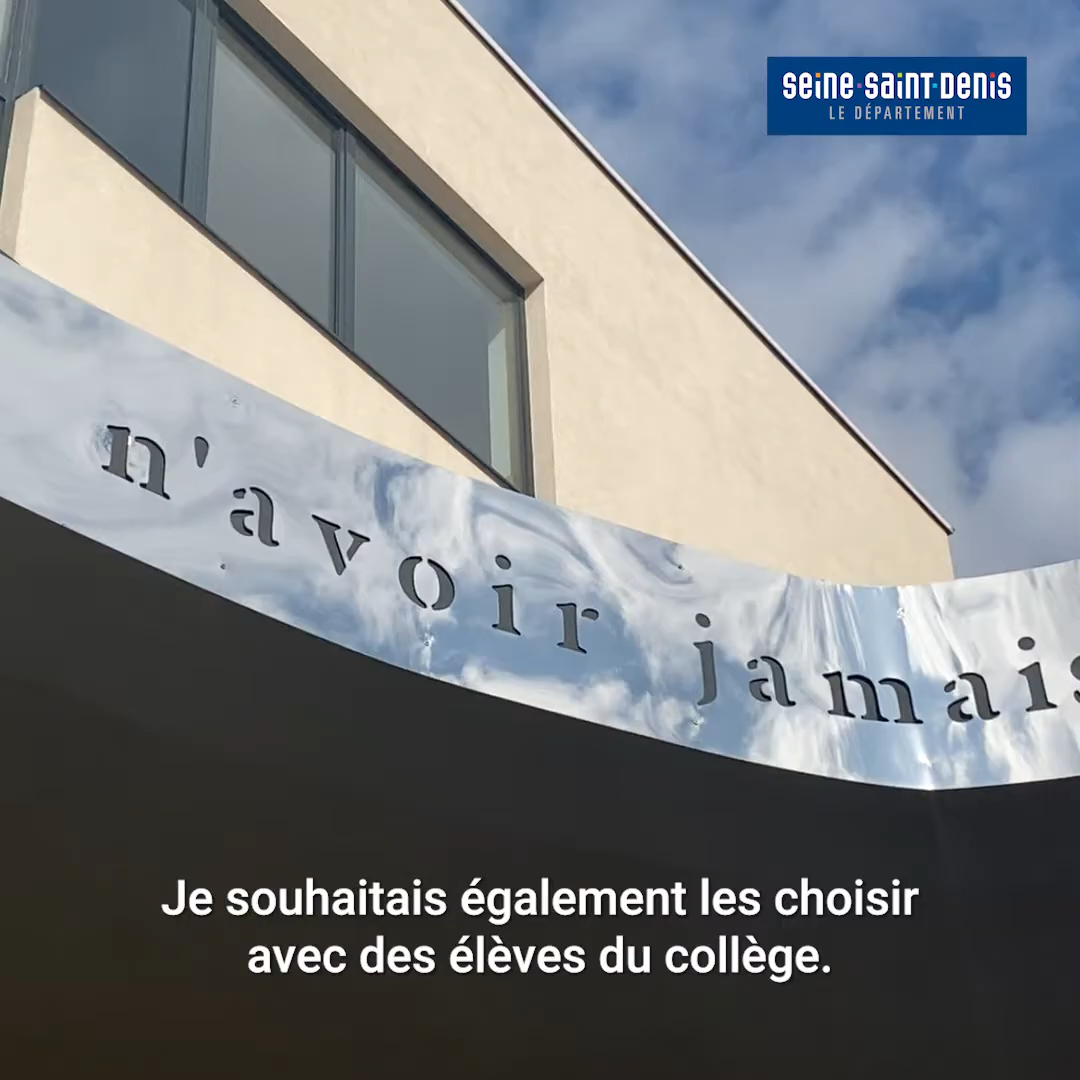 seine·saint·denis
LE DÉPARTEMENT
n'avoir jamais
Je souhaitais également les choisir
avec des élèves du collège.